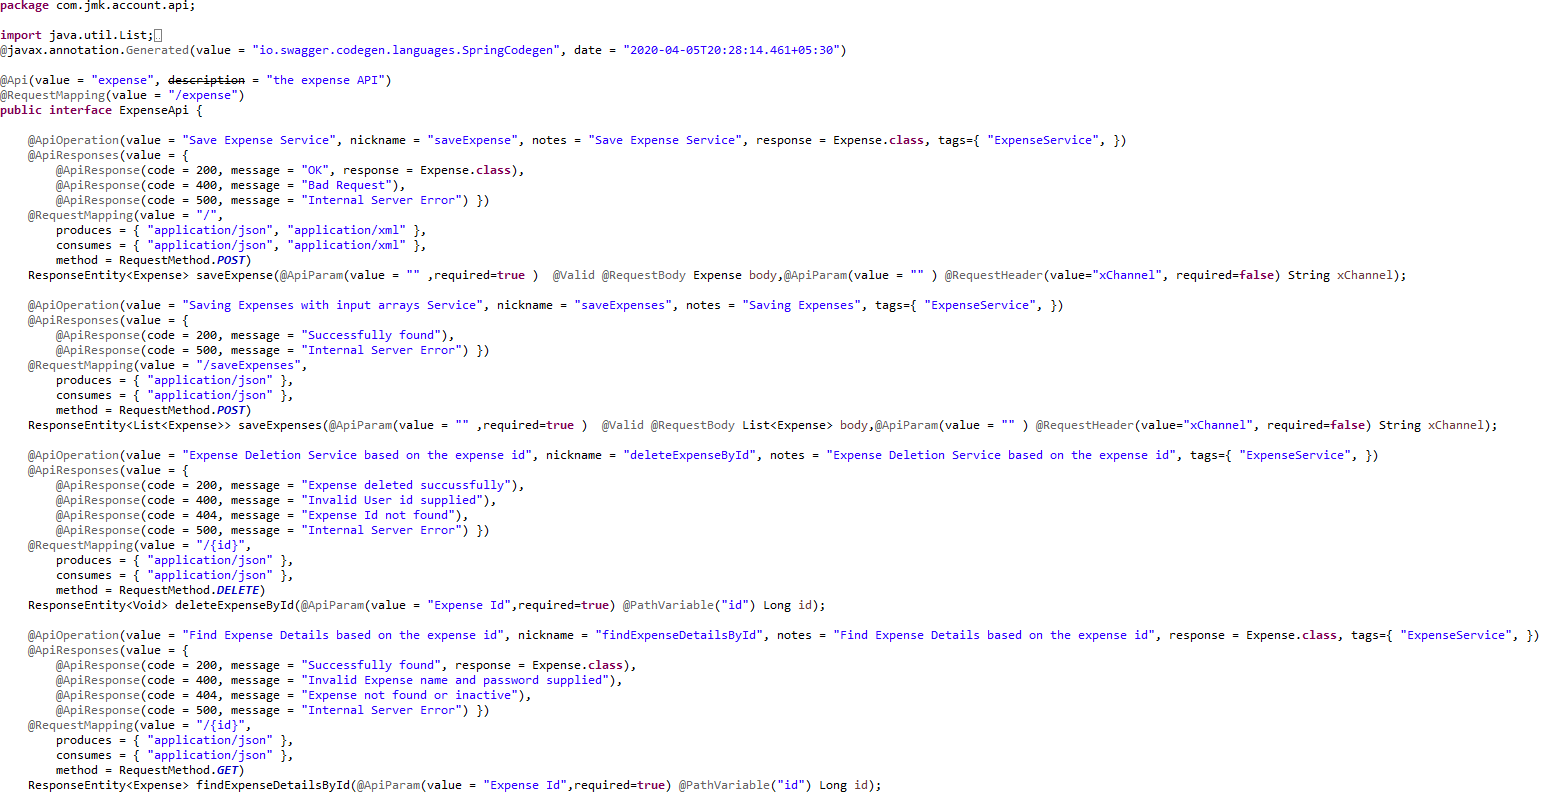 package com.jmk.account.api;
import java.util.List;
@javax.annotation.Generated(value = "io.swagger.codegen.languages.SpringCodegen", date = "2020-04-05T20:28:14.461+05:30")
@Api(value = "expense", description = "the expense API")
@RequestMapping(value = "/expense")
public interface ExpenseApi {
@ApiOperation(value = "Save Expense Service", nickname = "saveExpense", notes = "Save Expense Service", response = Expense.class, tags={ "ExpenseService", })
@ApiResponses(value = {
@ApiResponse(code = 200, message = "OK", response = Expense.class),
@ApiResponse(code = 400, message = "Bad Request"),
@ApiResponse(code = 500, message = "Internal Server Error") })
@RequestMapping(value = "/",
produces = { "application/json", "application/xml" },
consumes = { "application/json", "application/xml" },
method = RequestMethod.POST)
ResponseEntity<Expense> saveExpense(@ApiParam(value = "" ,required=true )  @Valid @RequestBody Expense body,@ApiParam(value = "" ) @RequestHeader(value="xChannel", required=false) String xChannel);
@ApiOperation(value = "Saving Expenses with input arrays Service", nickname = "saveExpenses", notes = "Saving Expenses", tags={ "ExpenseService", })
@ApiResponses(value = {
@ApiResponse(code = 200, message = "Successfully found"),
@ApiResponse(code = 500, message = "Internal Server Error") })
@RequestMapping(value = "/saveExpenses",
produces = { "application/json" },
consumes = { "application/json" },
method = RequestMethod.POST)
ResponseEntity<List<Expense>> saveExpenses(@ApiParam(value = "" ,required=true )  @Valid @RequestBody List<Expense> body,@ApiParam(value = "" ) @RequestHeader(value="xChannel", required=false) String xChannel);
@ApiOperation(value = "Expense Deletion Service based on the expense id", nickname = "deleteExpenseById", notes = "Expense Deletion Service based on the expense id", tags={ "ExpenseService", })
@ApiResponses(value = {
@ApiResponse(code = 200, message = "Expense deleted succussfully"),
@ApiResponse(code = 400, message = "Invalid User id supplied"),
@ApiResponse(code = 404, message = "Expense Id not found"),
@ApiResponse(code = 500, message = "Internal Server Error") })
@RequestMapping(value = "/{id}",
produces = { "application/json" },
consumes = { "application/json" },
method = RequestMethod.DELETE)
ResponseEntity<Void> deleteExpenseById(@ApiParam(value = "Expense Id",required=true) @PathVariable("id") Long id);
@ApiOperation(value = "Find Expense Details based on the expense id", nickname = "findExpenseDetailsById", notes = "Find Expense Details based on the expense id", response = Expense.class, tags={ "ExpenseService", })
@ApiResponses(value = {
@ApiResponse(code = 200, message = "Successfully found", response = Expense.class),
@ApiResponse(code = 400, message = "Invalid Expense name and password supplied"),
@ApiResponse(code = 404, message = "Expense not found or inactive"),
@ApiResponse(code = 500, message = "Internal Server Error") })
@RequestMapping(value = "/{id}",
produces = { "application/json" },
consumes = { "application/json" },
method = RequestMethod.GET)
ResponseEntity<Expense> findExpenseDetailsById(@ApiParam(value = "Expense Id",required=true) @PathVariable("id") Long id);